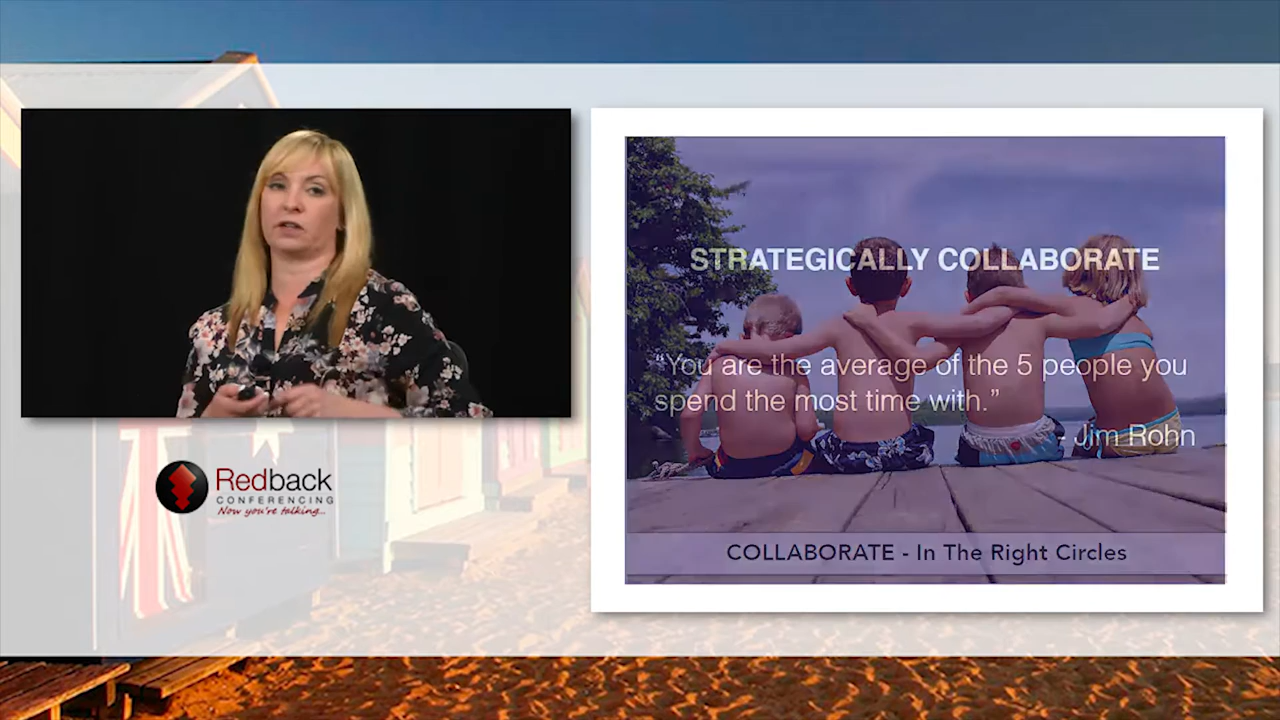 Redback
CONFERENCING
Now you're talking...
STRATEGICALLY COLLABORATE
“You are the average of the 5 people you
spend the most time with.”
- Jim Rohn
COLLABORATE - In The Right Circles